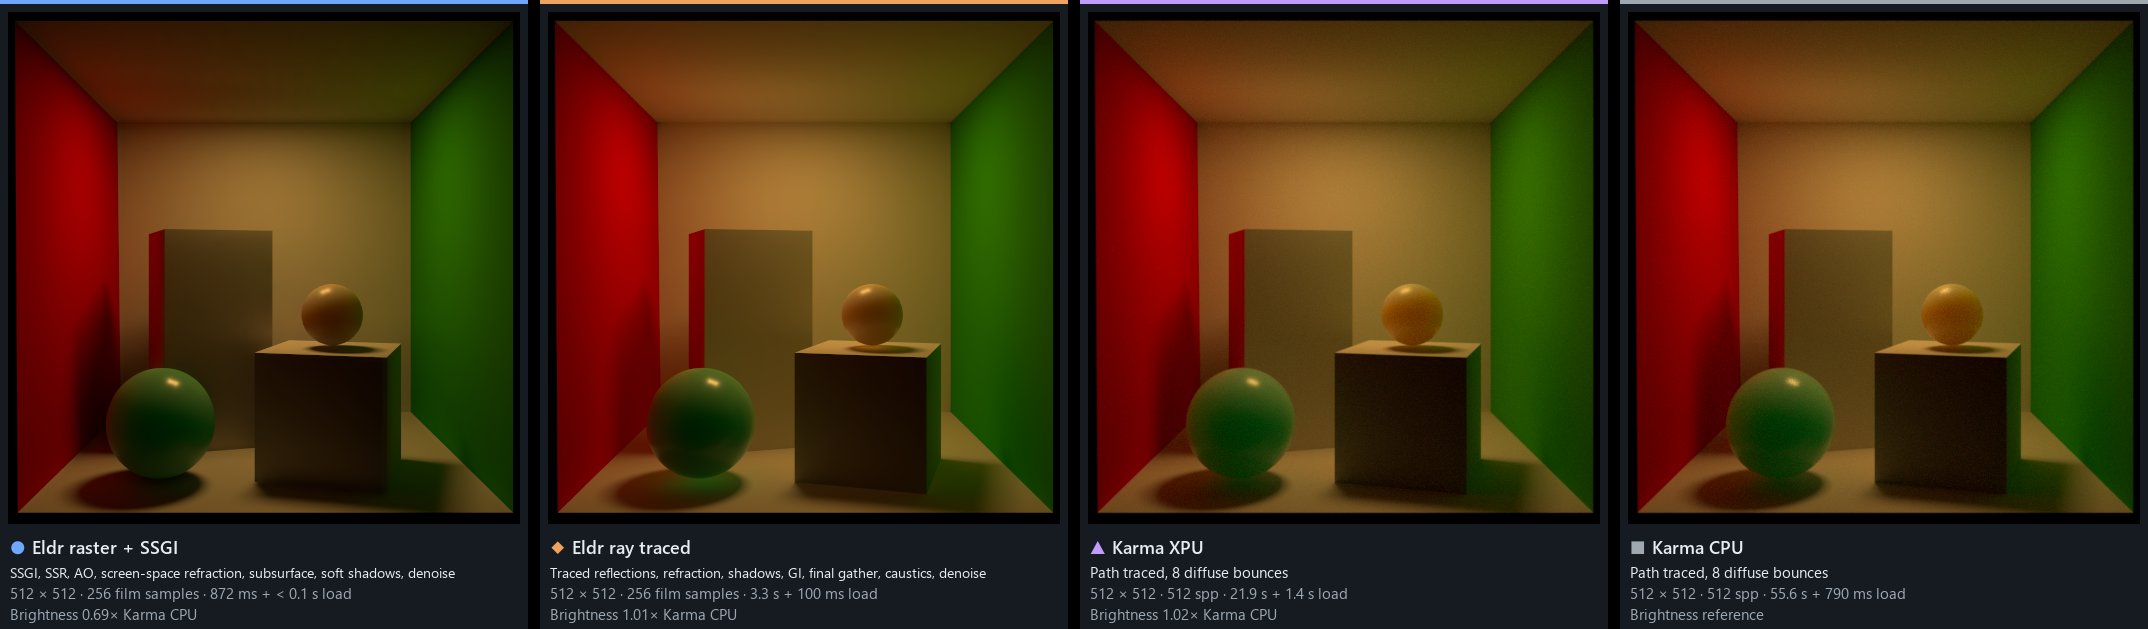 Eldr raster + SSGI
SSGI, SSR, AO, screen-space refraction, subsurface, soft shadows, denoise
512 × 512 · 256 film samples · 872 ms + < 0.1 s load
Brightness 0.69× Karma CPU
Eldr ray traced
Traced reflections, refraction, shadows, GI, final gather, caustics, denoise
512 × 512 · 256 film samples · 3.3 s + 100 ms load
Brightness 1.01× Karma CPU
Karma XPU
Path traced, 8 diffuse bounces
512 × 512 · 512 spp · 21.9 s + 1.4 s load
Brightness 1.02× Karma CPU
Karma CPU
Path traced, 8 diffuse bounces
512 × 512 · 512 spp · 55.6 s + 790 ms load
Brightness reference